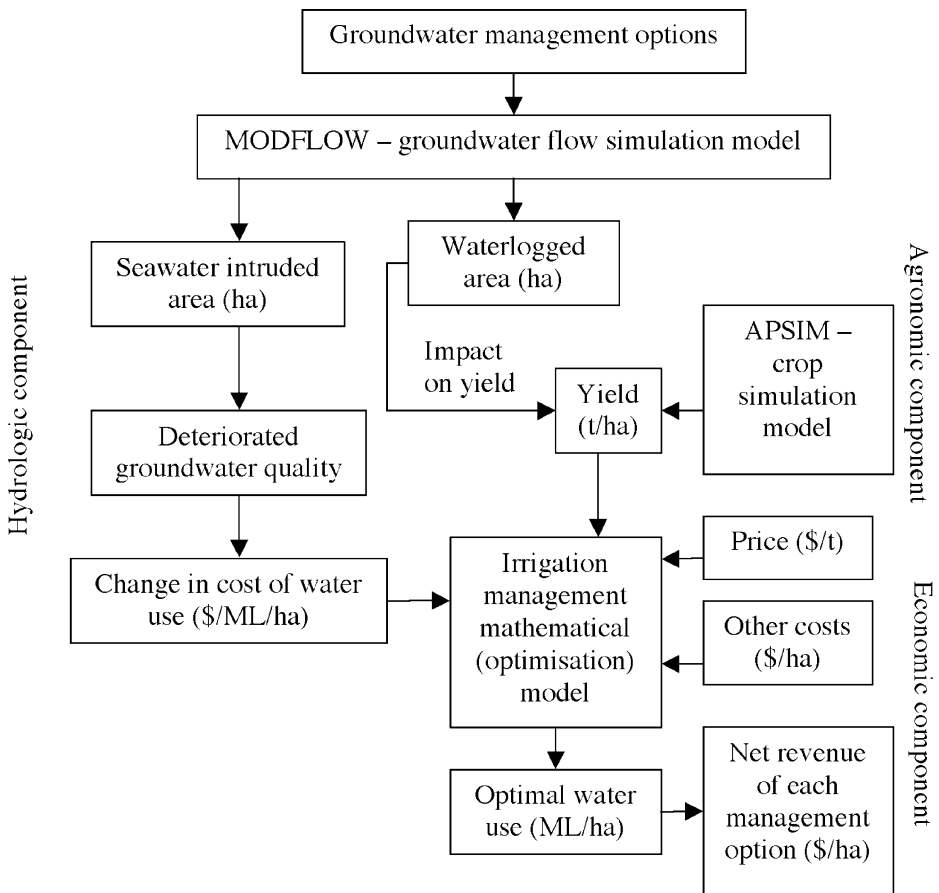 Groundwater management options
MODFLOW – groundwater flow simulation model
Seawater intruded
area (ha)
Waterlogged
area (ha)
Hydrologic component
Agronomic component
Impact
on yield
APSIM –
crop
simulation
model
Yield
(t/ha)
Deteriorated
groundwater quality
Change in cost of water
use ($/ML/ha)
Irrigation
management
mathematical
(optimisation)
model
Price ($/t)
Other costs
($/ha)
Economic component
Optimal water
use (ML/ha)
Net revenue
of each
management
option ($/ha)